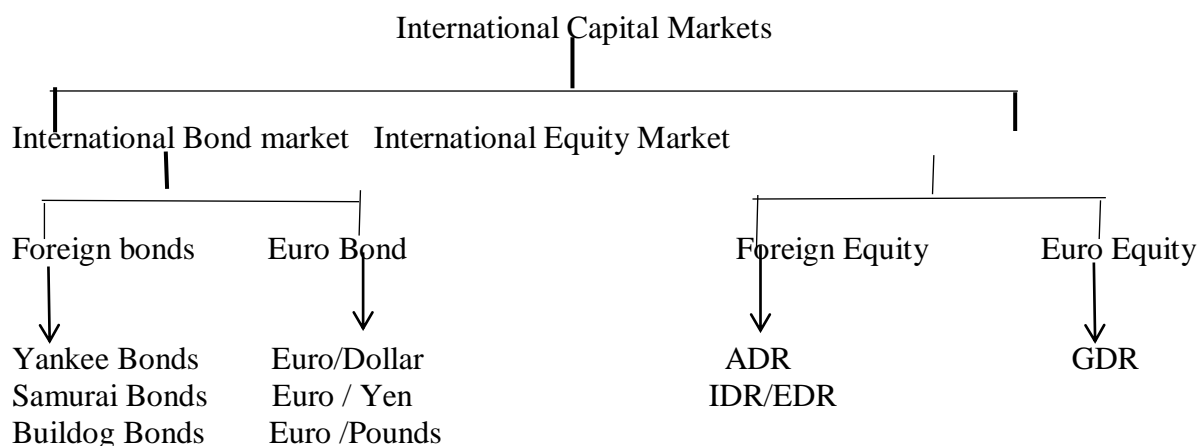 International Capital Markets
International Bond market International Equity Market
Foreign bonds Euro Bond Foreign Equity Euro Equity
Yankee Bonds Euro/Dollar ADR GDR
Samurai Bonds Euro / Yen IDR/EDR
Buildog Bonds Euro /Pounds